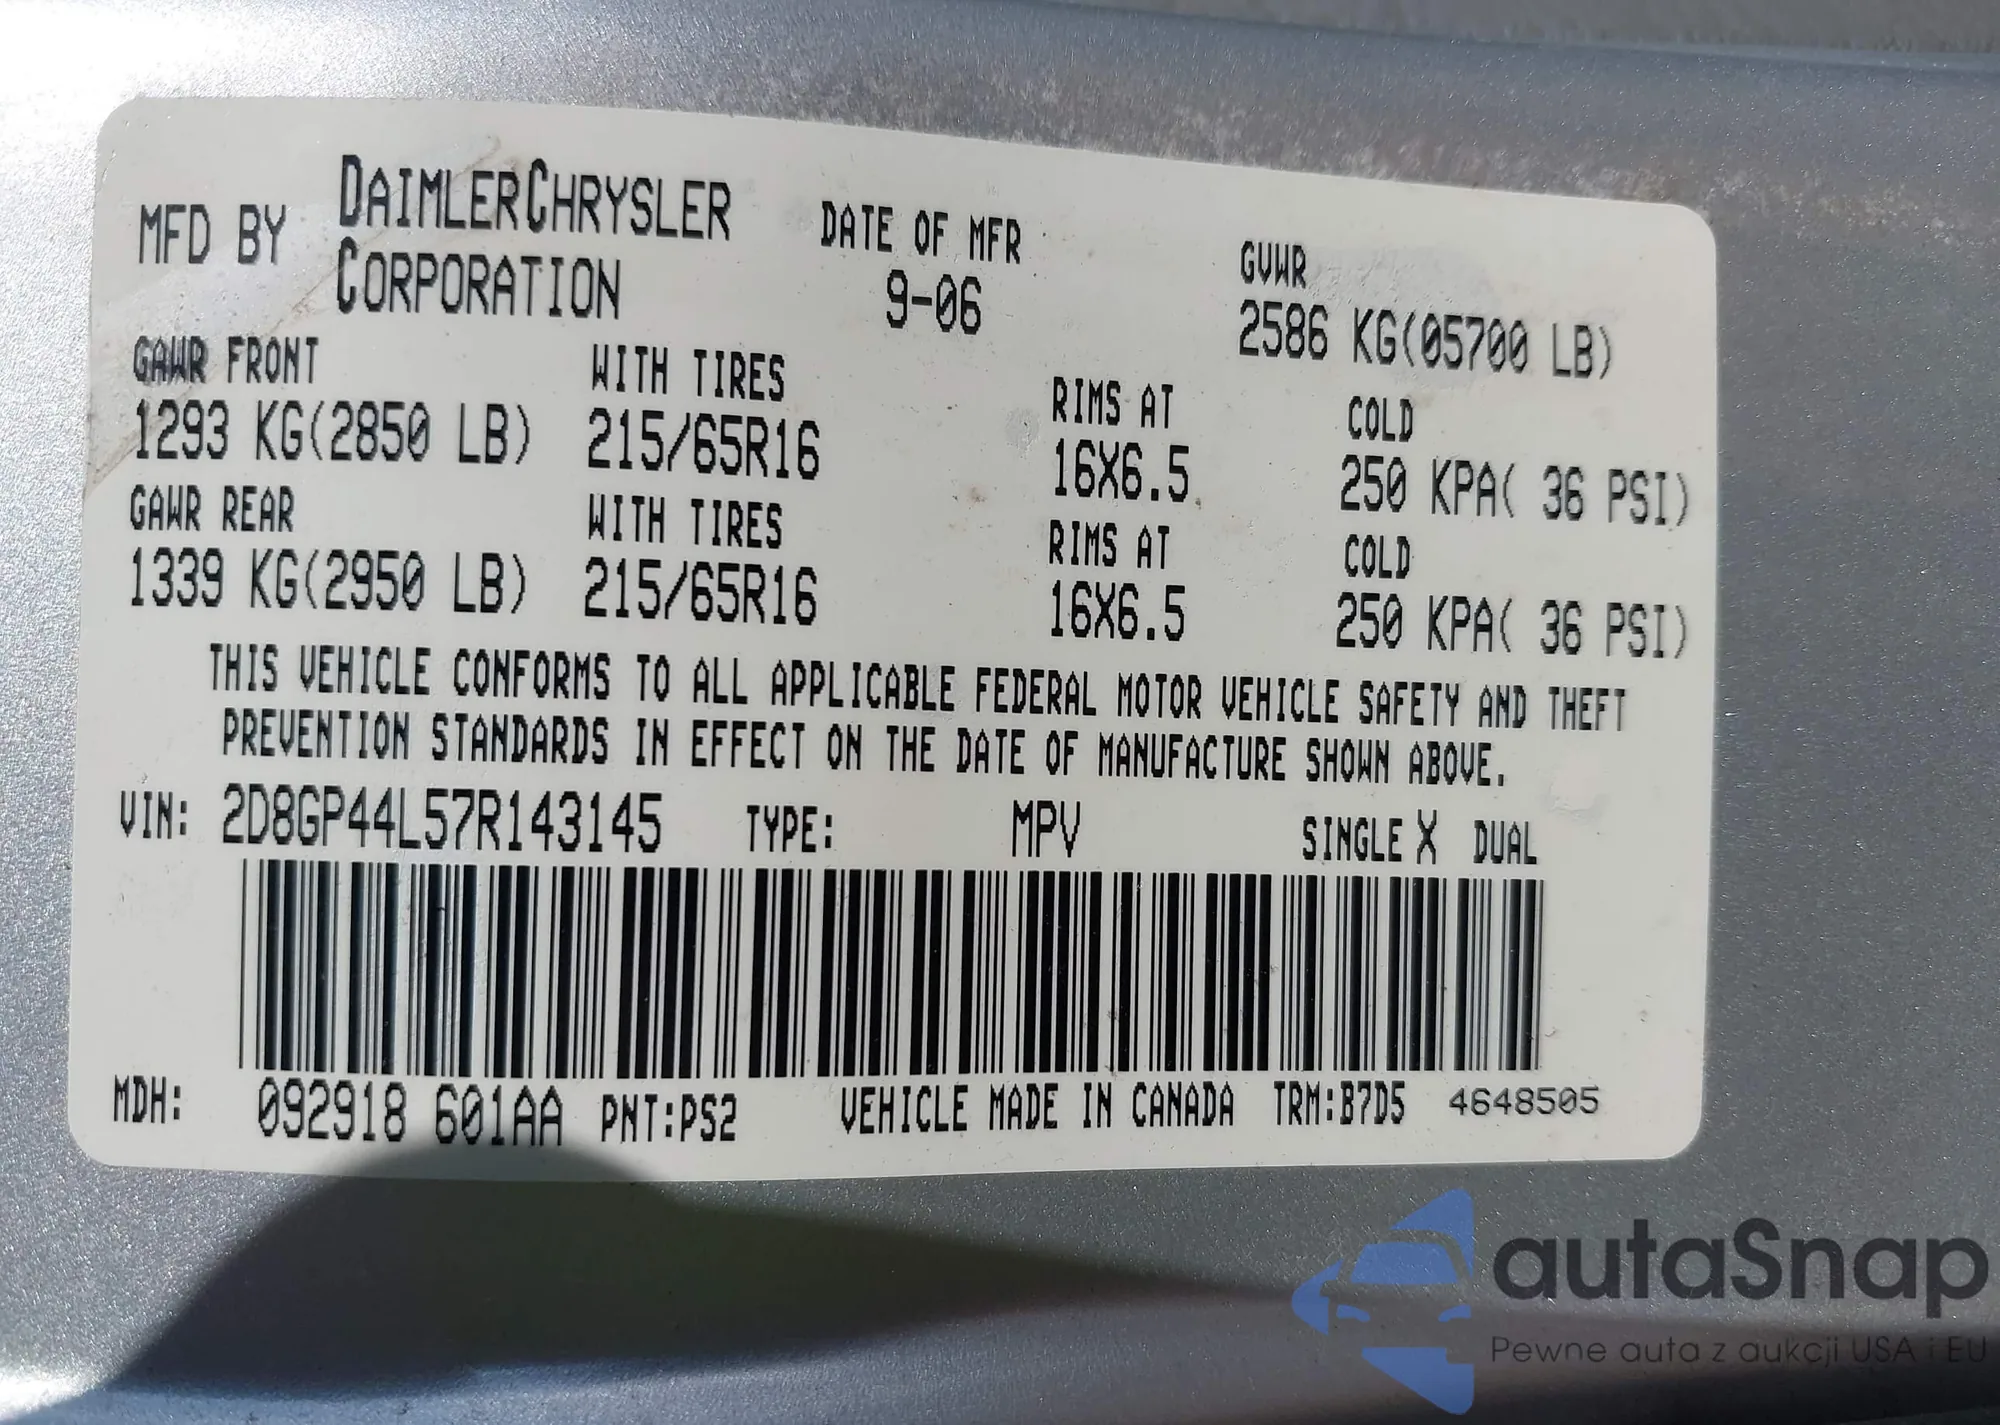 MFD BY DAIMLERCHRYSLER CORPORATION DATE OF MFR 9-06 GVWR 2586 KG(05700 LB)
GAWR FRONT WITH TIRES RIMS AT COLD
1293 KG(2850 LB) 215/65R16 16X6.5 250 KPA( 36 PSI)
GAWR REAR WITH TIRES RIMS AT COLD
1339 KG(2950 LB) 215/65R16 16X6.5 250 KPA( 36 PSI)
THIS VEHICLE CONFORMS TO ALL APPLICABLE FEDERAL MOTOR VEHICLE SAFETY AND THEFT
PREVENTION STANDARDS IN EFFECT ON THE DATE OF MANUFACTURE SHOWN ABOVE.
VIN: 2D8GP44L57R143145 TYPE: MPV SINGLE X DUAL
MDH: 092918 601AA PNT:PS2 VEHICLE MADE IN CANADA TRM:B7D5 4648505
autaSnap
Pewne auta z aukcji USA i EU